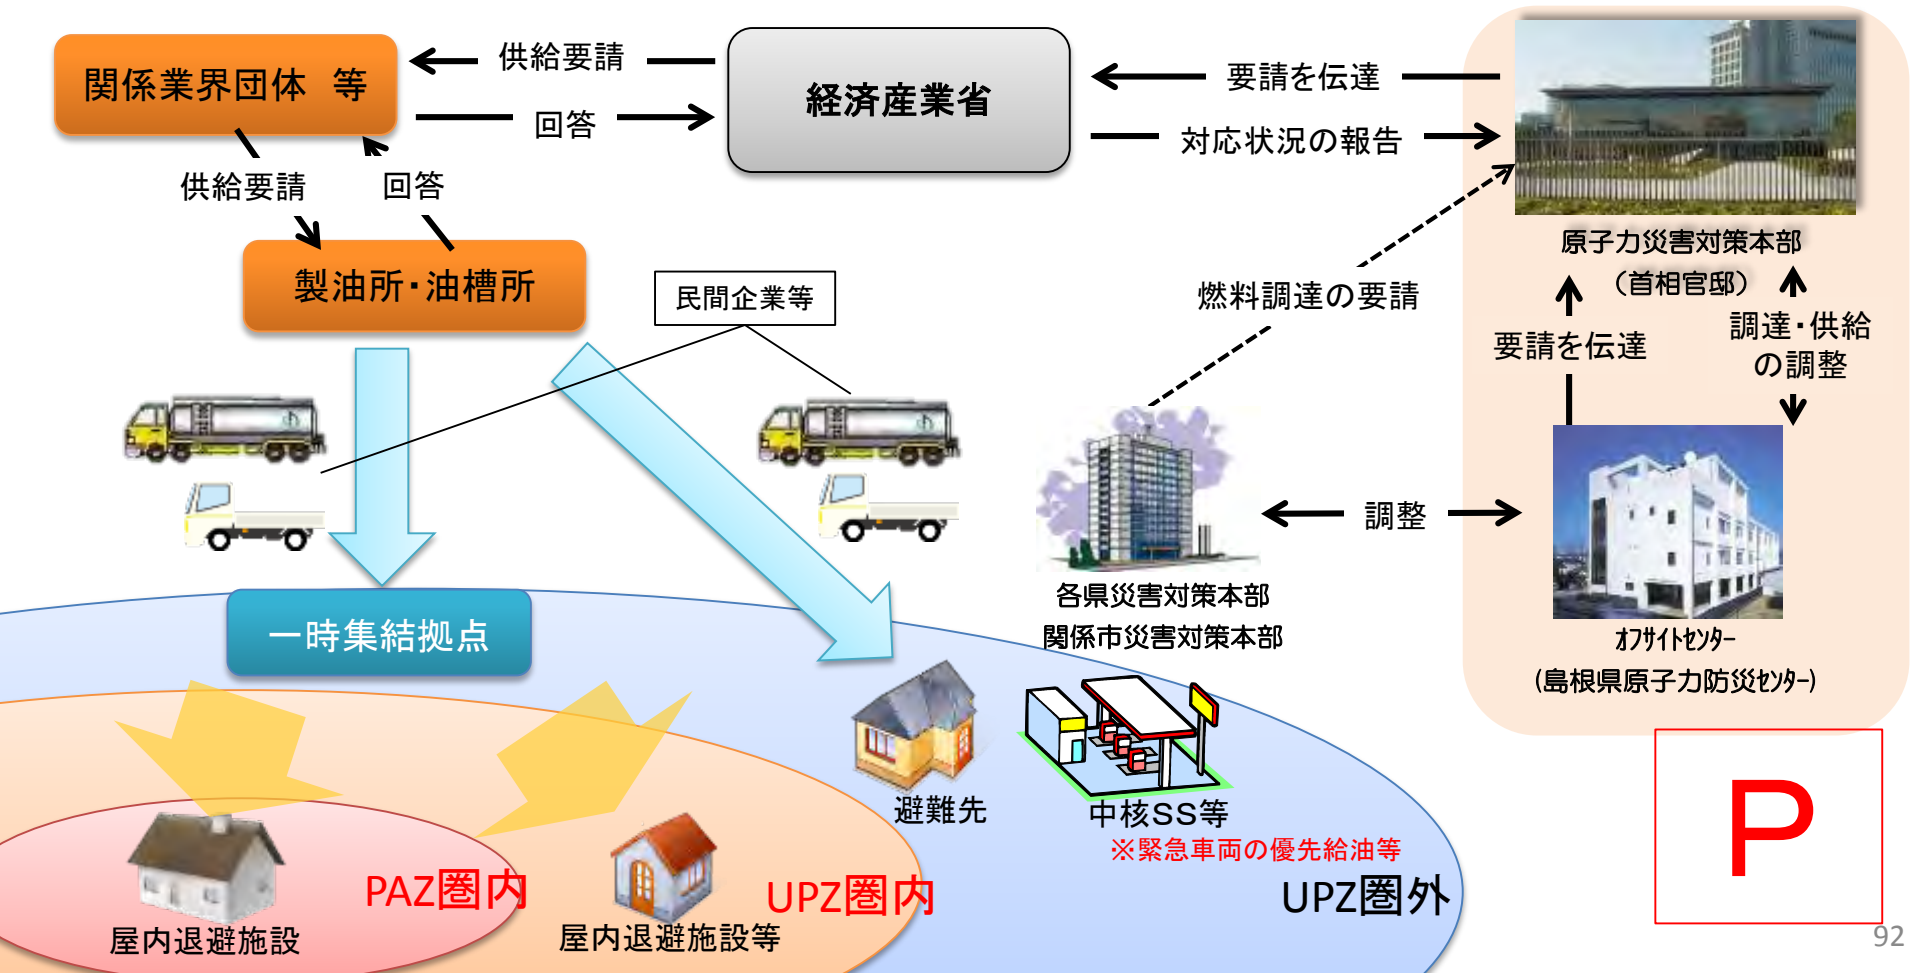 関係業界団体　等
供給要請
経済産業省
要請を伝達
回答
対応状況の報告
供給要請
回答
原子力災害対策本部
（首相官邸）
製油所・油槽所
民間企業等
燃料調達の要請
要請を伝達
調達・供給
の調整
調整
各県災害対策本部
関係市災害対策本部
ｵﾌｻｲﾄｾﾝﾀｰ
(島根県原子力防災ｾﾝﾀｰ)
一時集結拠点
避難先
中核ＳＳ等
※緊急車両の優先給油等
PAZ圏内
UPZ圏内
UPZ圏外
屋内退避施設
屋内退避施設等
P
92